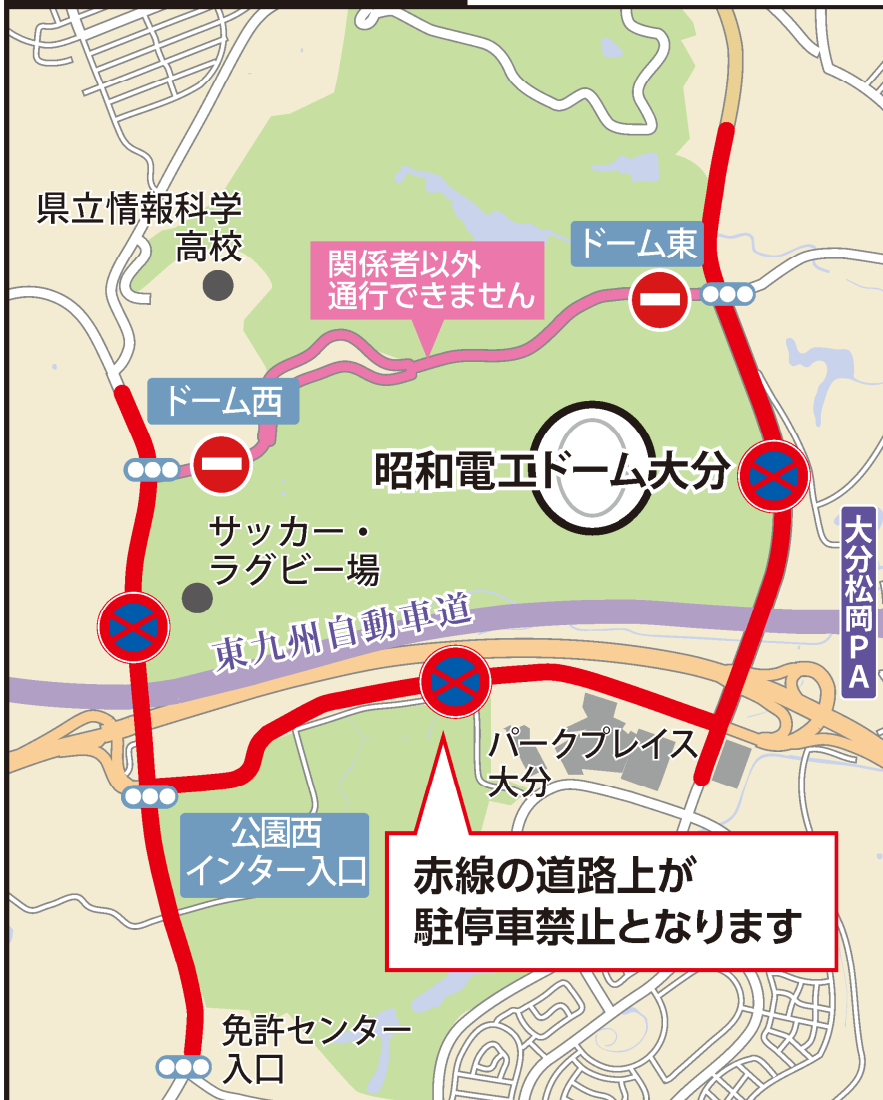 県立情報科学
高校
関係者以外
通行できません
ドーム東
ドーム西
昭和電工ドーム大分
サッカー・
ラグビー場
大分松岡PA
東九州自動車道
パークプレイス
大分
公園西
インター入口
赤線の道路上が
駐停車禁止となります
免許センター
入口